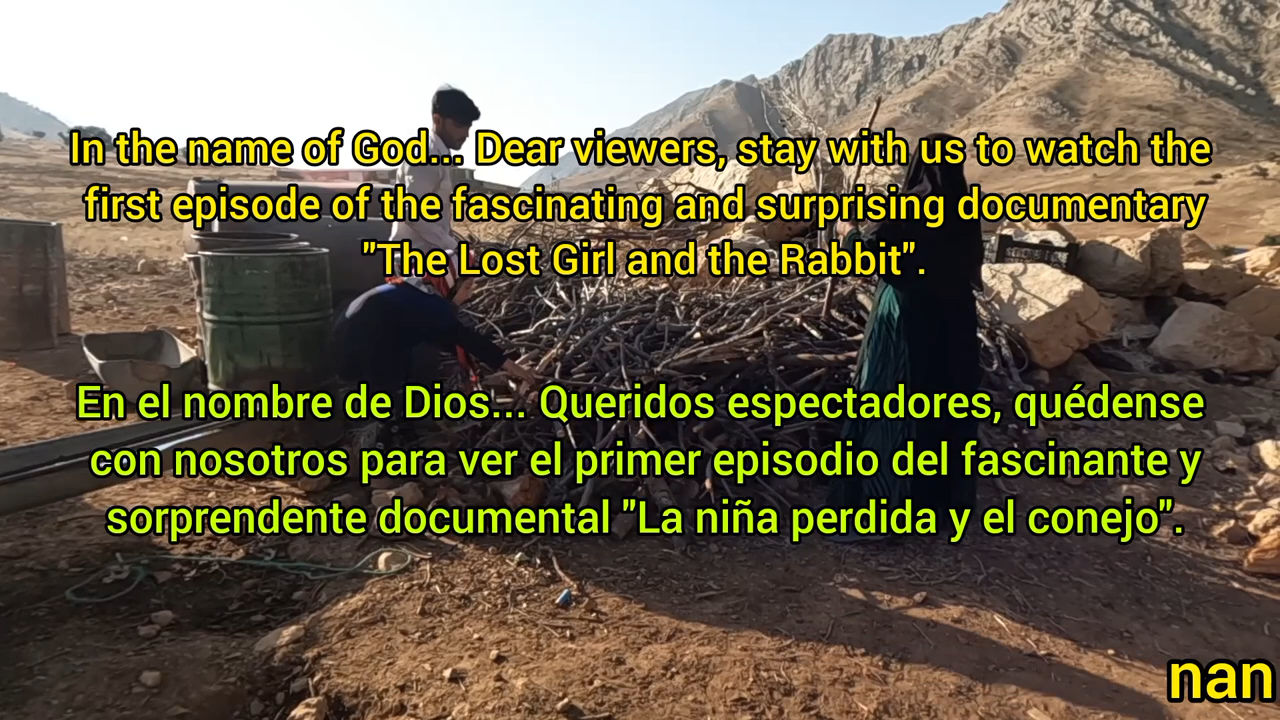 In the name of God... Dear viewers, stay with us to watch the
first episode of the fascinating and surprising documentary
"The Lost Girl and the Rabbit".
En el nombre de Dios... Queridos espectadores, quédense
con nosotros para ver el primer episodio del fascinante y
sorprendente documental "La niña perdida y el conejo".
nan